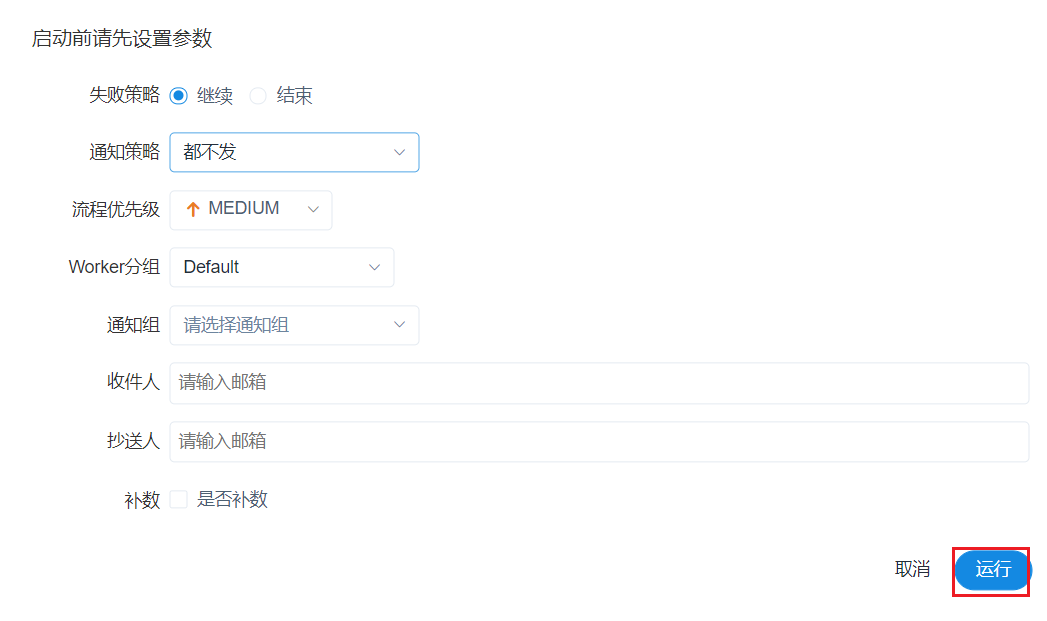 启动前请先设置参数
失败策略 继续 结束
通知策略 都不发
流程优先级 MEDIUM
Worker分组 Default
通知组 请选择通知组
收件人 请输入邮箱
抄送人 请输入邮箱
补数 是否补数
取消 运行